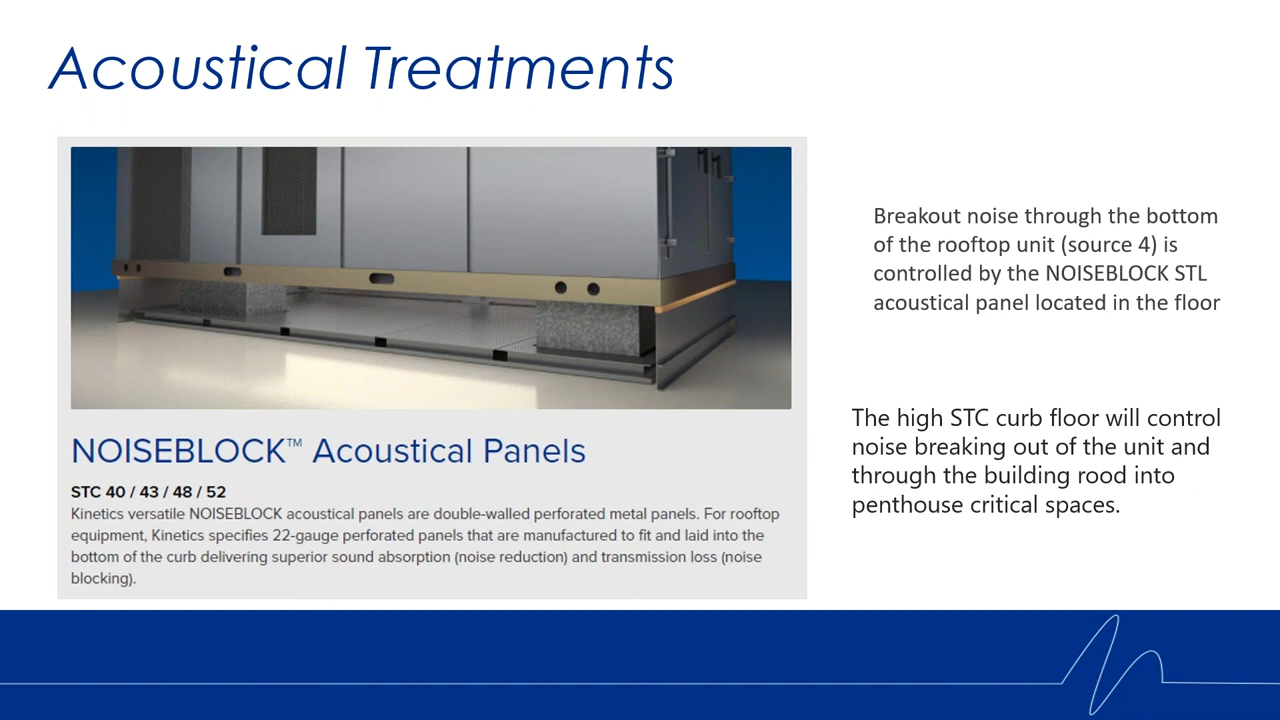 Acoustical Treatments
NOISEBLOCK™ Acoustical Panels
STC 40 / 43 / 48 / 52
Kinetics versatile NOISEBLOCK acoustical panels are double-walled perforated metal panels. For rooftop
equipment, Kinetics specifies 22-gauge perforated panels that are manufactured to fit and laid into the
bottom of the curb delivering superior sound absorption (noise reduction) and transmission loss (noise
blocking).
Breakout noise through the bottom
of the rooftop unit (source 4) is
controlled by the NOISEBLOCK STL
acoustical panel located in the floor
The high STC curb floor will control
noise breaking out of the unit and
through the building rood into
penthouse critical spaces.